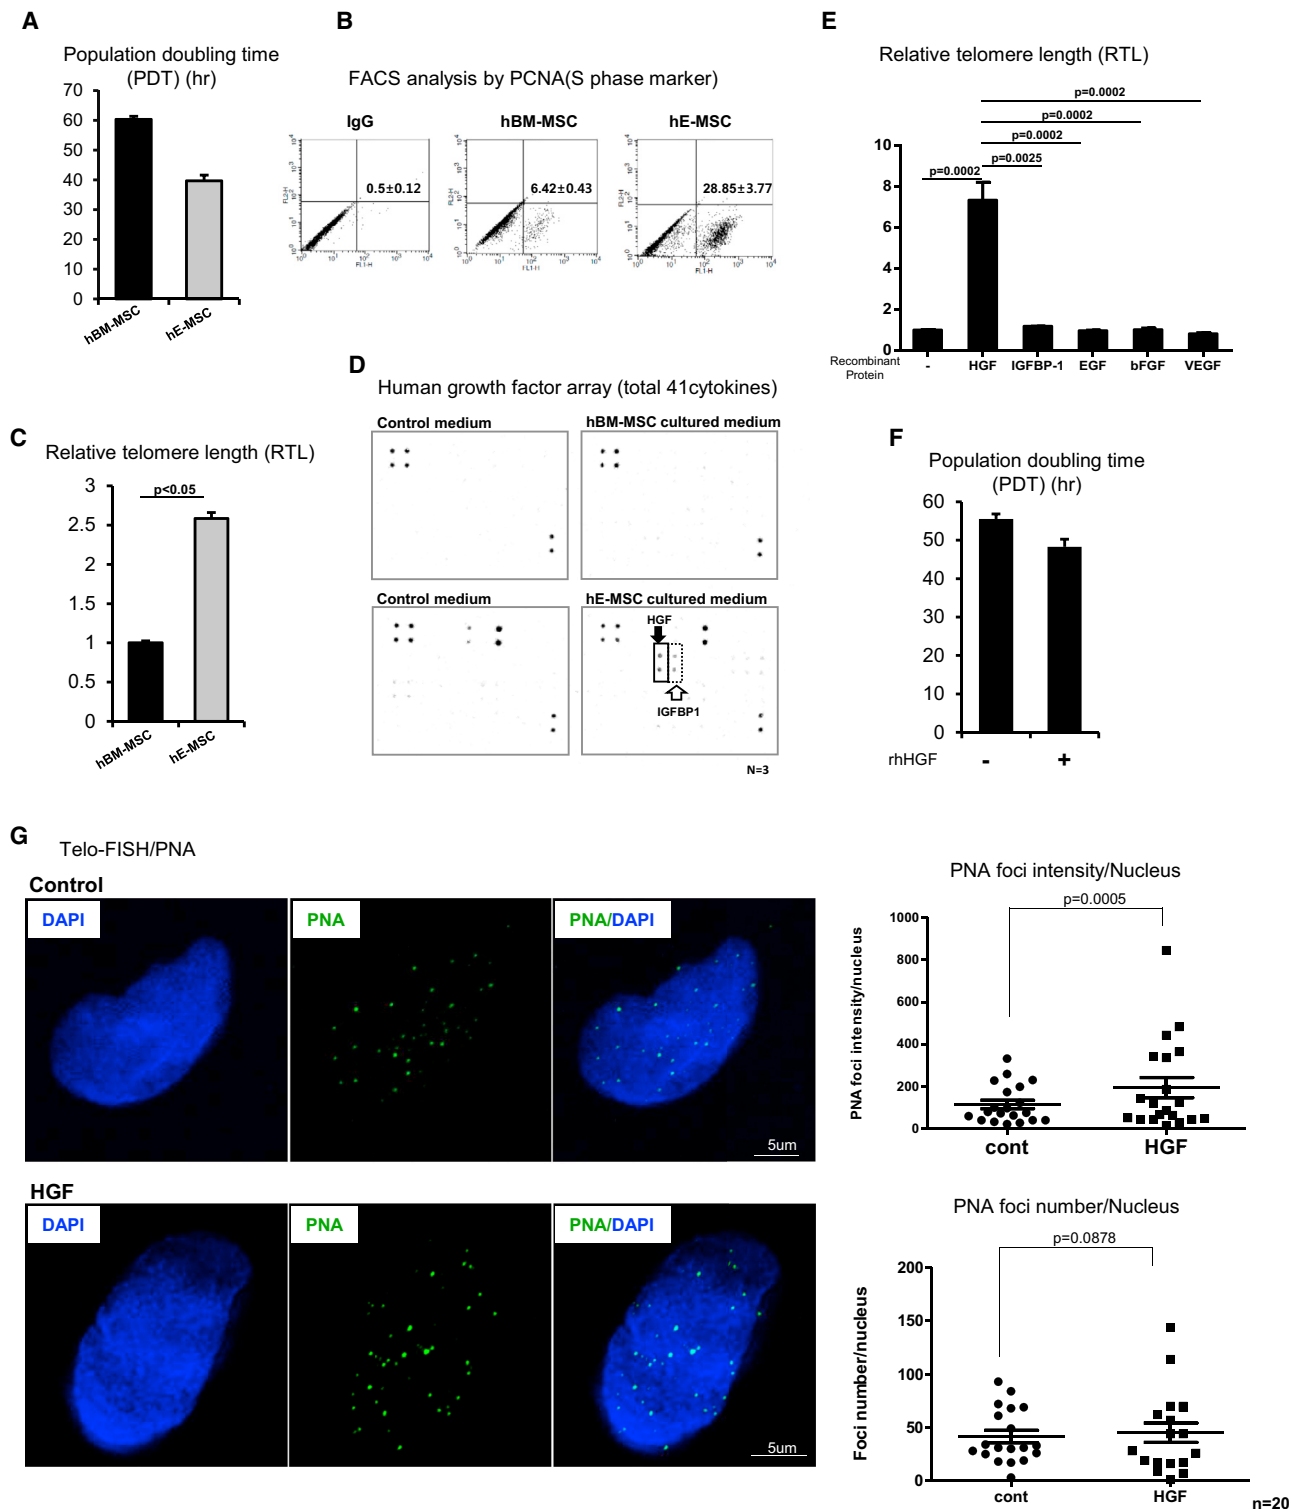 A
Population doubling time
(PDT) (hr)
70
60
50
40
30
20
10
0
hBM-MSC
hE-MSC
B
FACS analysis by PCNA(S phase marker)
IgG
hBM-MSC
hE-MSC
0.5±0.12
6.42±0.43
28.85±3.77
FL2-H
FL2-H
FL2-H
FL1-H
FL1-H
FL1-H
C
Relative telomere length (RTL)
p<0.05
3
2.5
2
1.5
1
0.5
0
hBM-MSC
hE-MSC
D
Human growth factor array (total 41cytokines)
Control medium
hBM-MSC cultured medium
Control medium
hE-MSC cultured medium
HGF
IGFBP1
N=3
E
Relative telomere length (RTL)
p=0.0002
p=0.0002
p=0.0002
p=0.0025
p=0.0002
10
8
6
4
2
0
Recombinant
Protein
- HGF IGFBP-1 EGF bFGF VEGF
F
Population doubling time
(PDT) (hr)
60
50
40
30
20
10
0
rhHGF - +
G
Telo-FISH/PNA
Control
DAPI
PNA
PNA/DAPI
5um
HGF
DAPI
PNA
PNA/DAPI
5um
PNA foci intensity/Nucleus
p=0.0005
PNA foci intensity/nucleus
1000
800
600
400
200
0
cont
HGF
PNA foci number/Nucleus
p=0.0878
Foci number/nucleus
200
150
100
50
0
cont
HGF
n=20